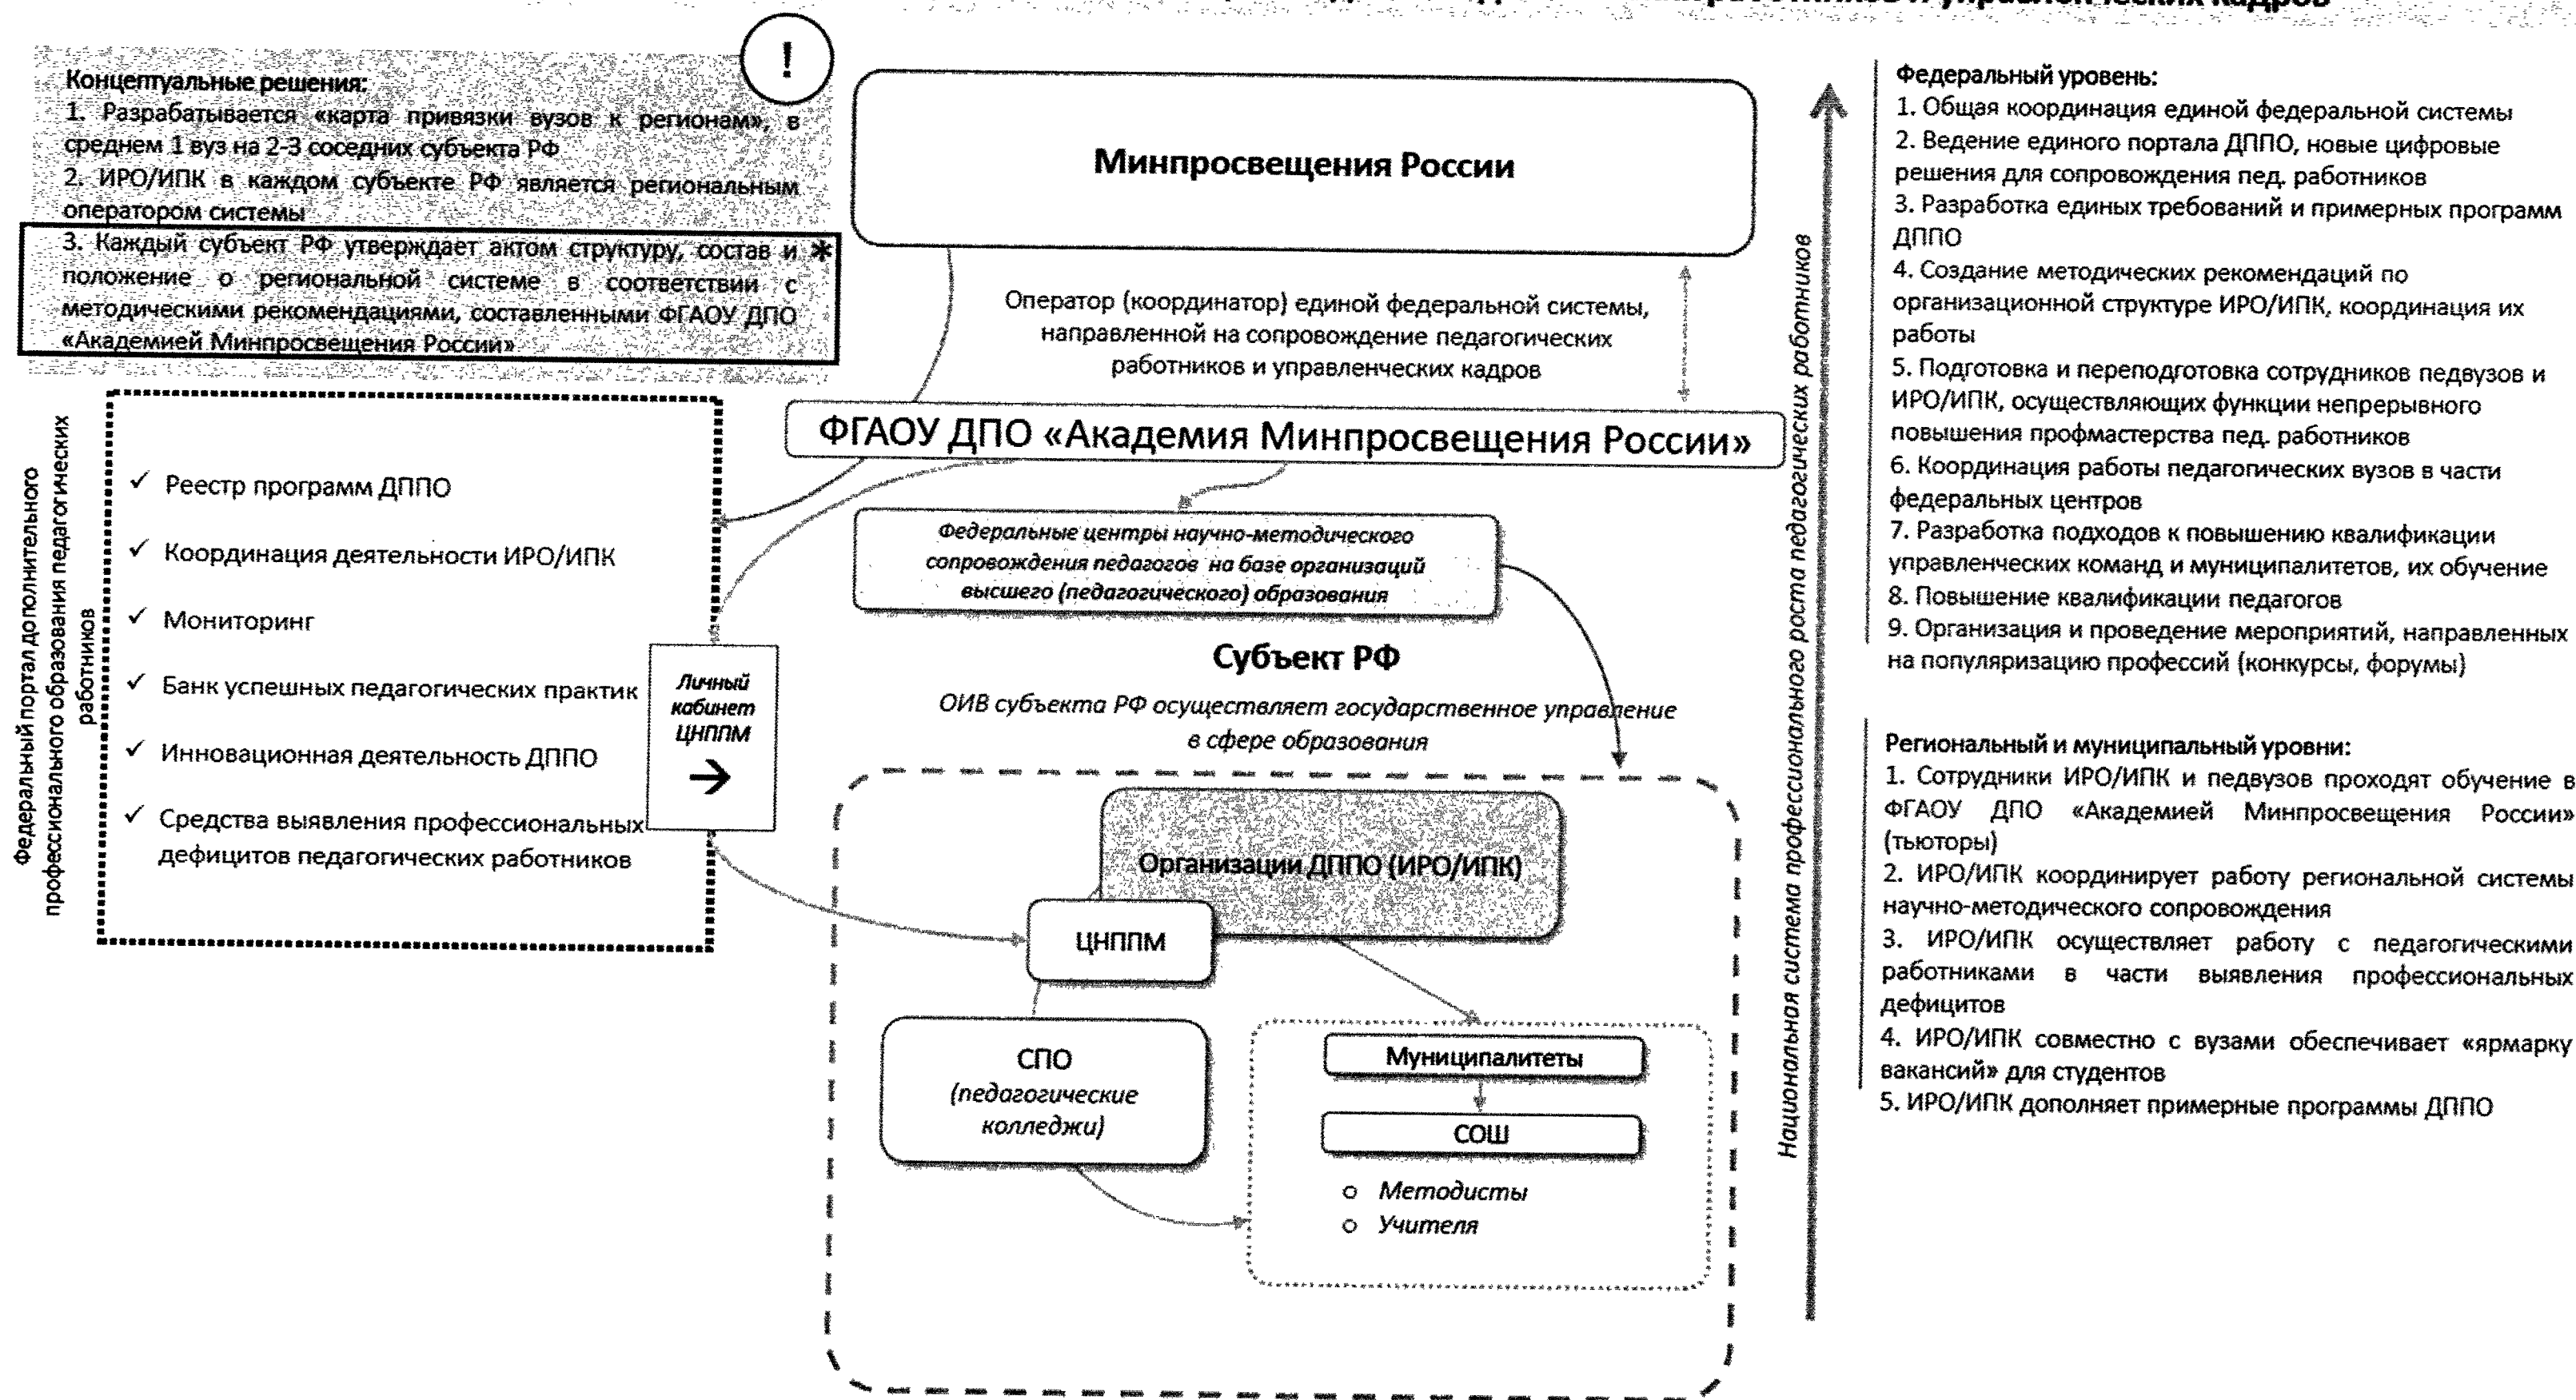 работников и управленческих кадров
!
Концептуальные решения:
1. Разрабатывается «карта привязки вузов к регионам», в
среднем 1 вуз на 2-3 соседних субъекта РФ
2. ИРО/ИПК в каждом субъекте РФ является региональным
оператором системы
3. Каждый субъект РФ утверждает актом структуру, состав и *
положение о региональной системе в соответствии с
методическими рекомендациями, составленными ФГАОУ ДПО
«Академией Минпросвещения России»
Федеральный портал дополнительного
профессионального образования педагогических
работников
✓ Реестр программ ДППО
✓ Координация деятельности ИРО/ИПК
✓ Мониторинг
✓ Банк успешных педагогических практик
✓ Инновационная деятельность ДППО
✓ Средства выявления профессиональных
дефицитов педагогических работников
Личный
кабинет
ЦНППМ
→
Минпросвещения России
Оператор (координатор) единой федеральной системы,
направленной на сопровождение педагогических
работников и управленческих кадров
ФГАОУ ДПО «Академия Минпросвещения России»
Федеральные центры научно-методического
сопровождения педагогов на базе организаций
высшего (педагогического) образования
Субъект РФ
ОИВ субъекта РФ осуществляет государственное управление
в сфере образования
Организации ДППО (ИРО/ИПК)
ЦНППМ
СПО
(педагогические
колледжи)
Муниципалитеты
СОШ
o Методисты
o Учителя
Национальная система профессионального роста педагогических работников
Федеральный уровень:
1. Общая координация единой федеральной системы
2. Ведение единого портала ДППО, новые цифровые
решения для сопровождения пед. работников
3. Разработка единых требований и примерных программ
ДППО
4. Создание методических рекомендаций по
организационной структуре ИРО/ИПК, координация их
работы
5. Подготовка и переподготовка сотрудников педвузов и
ИРО/ИПК, осуществляющих функции непрерывного
повышения профмастерства пед. работников
6. Координация работы педагогических вузов в части
федеральных центров
7. Разработка подходов к повышению квалификации
управленческих команд и муниципалитетов, их обучение
8. Повышение квалификации педагогов
9. Организация и проведение мероприятий, направленных
на популяризацию профессий (конкурсы, форумы)
Региональный и муниципальный уровни:
1. Сотрудники ИРО/ИПК и педвузов проходят обучение в
ФГАОУ ДПО «Академией Минпросвещения России»
(тьюторы)
2. ИРО/ИПК координирует работу региональной системы
научно-методического сопровождения
3. ИРО/ИПК осуществляет работу с педагогическими
работниками в части выявления профессиональных
дефицитов
4. ИРО/ИПК совместно с вузами обеспечивает «ярмарку
вакансий» для студентов
5. ИРО/ИПК дополняет примерные программы ДППО